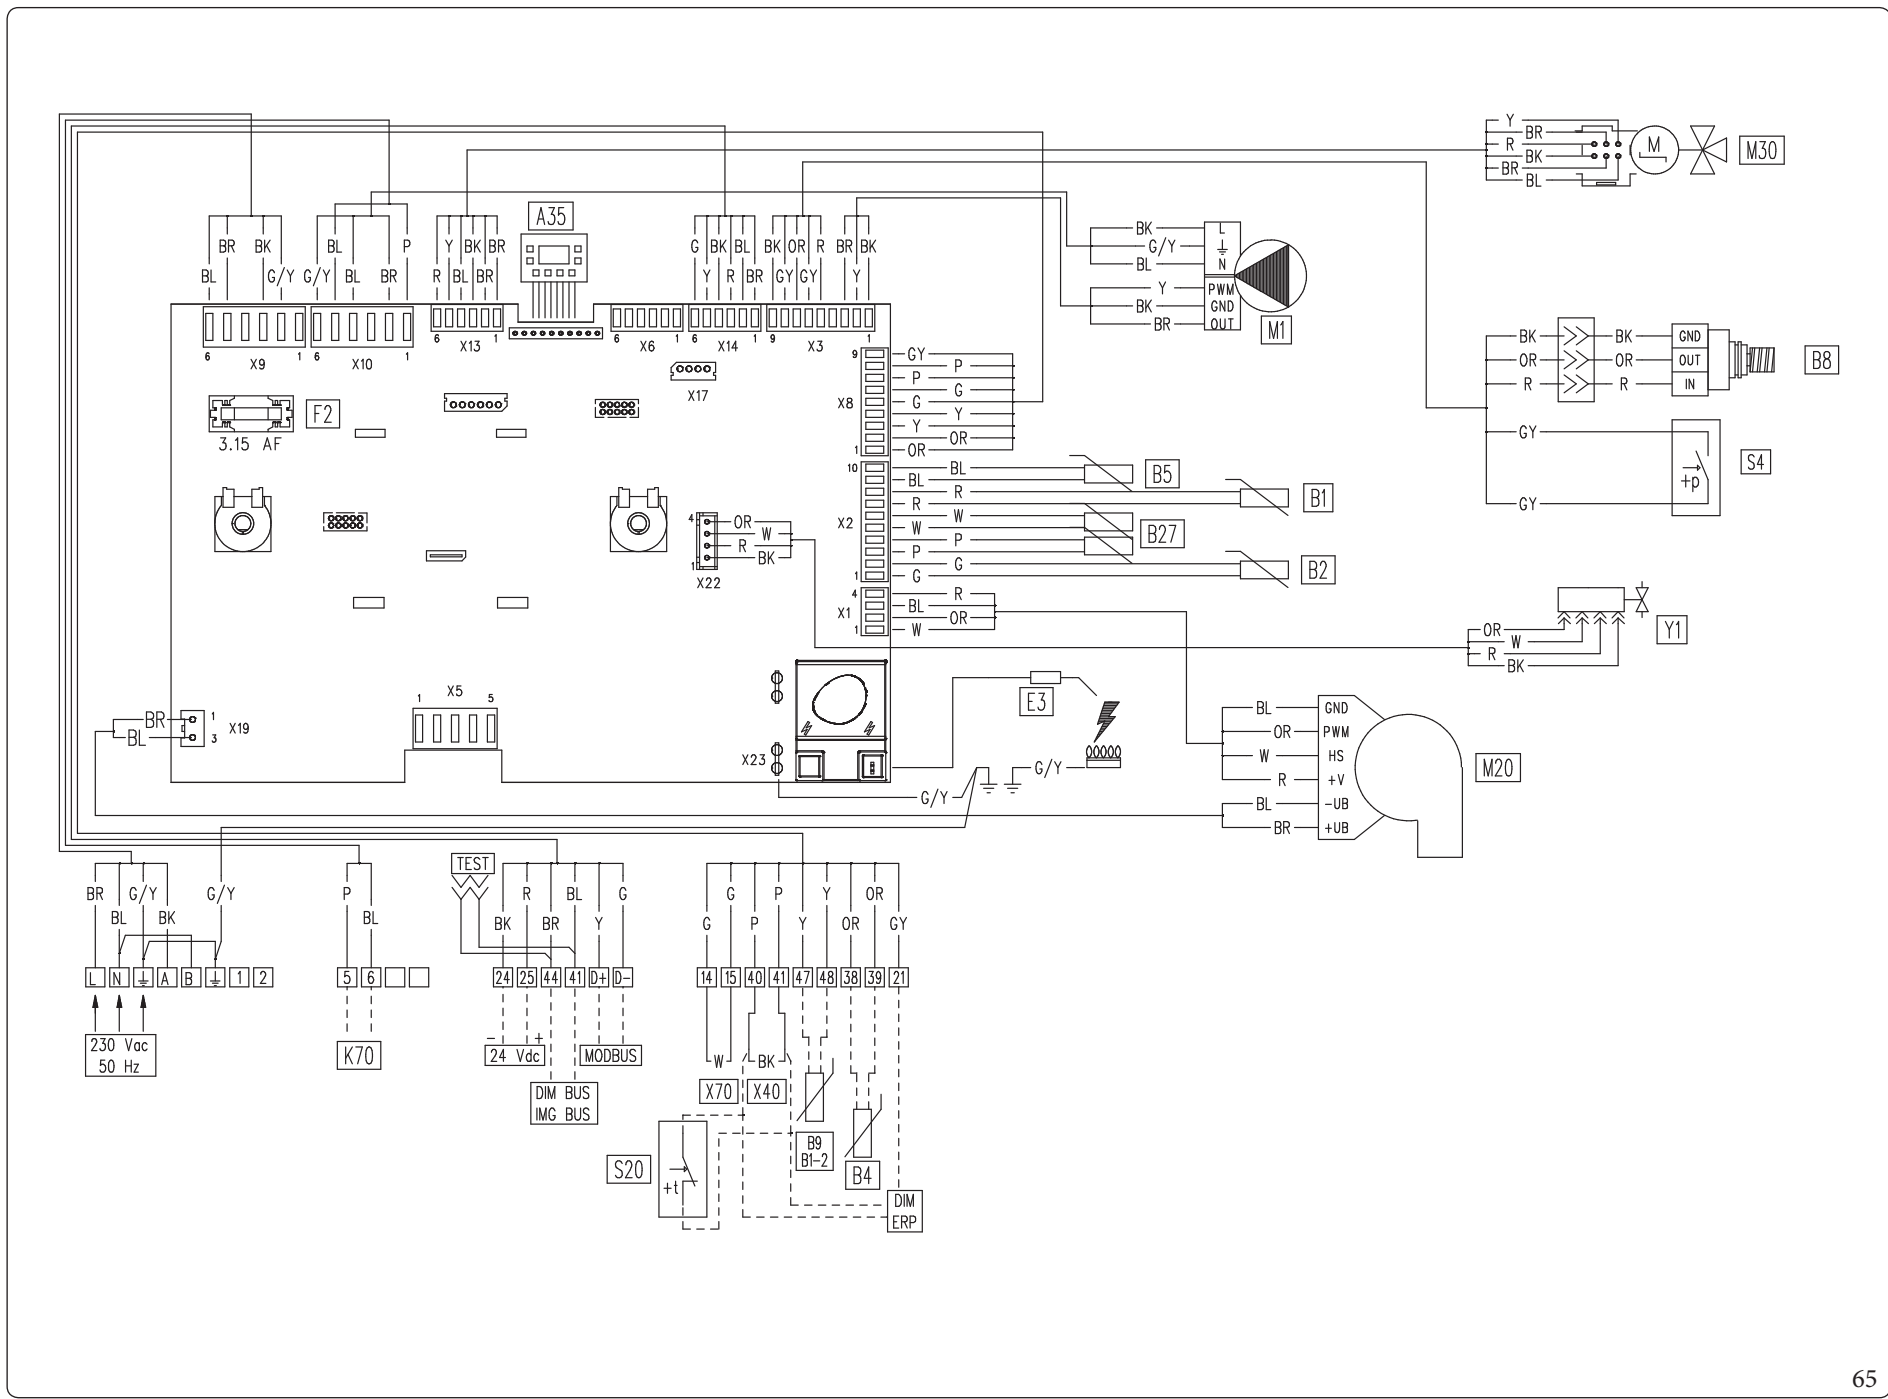 Y
BR
R
BK
BR
BL
M
M30
A35
BR BK
BL G/Y
BL P
G/Y BL BR
Y BK BR
R BL BR
G BK BL
Y R BR
BK OR R
GY GY
BR BK
Y
BK
G/Y
BL
Y
BK
BR
L
N
PWM
GND
OUT
M1
6 1
X9
6 1
X10
6 1
X13
6 1
X6
6 1
X14
9 1
X3
X17
F2
3.15 AF
9
X8
1
GY
P
P
G
G
Y
Y
OR
OR
10
X2
1
BL
BL
R
R
W
W
P
P
G
G
B5
B1
B27
B2
4
X1
1
R
BL
OR
W
BK BK GND
OR OR OUT
R R IN
B8
GY
+p
GY
S4
4
1
X22
OR
W
R
BK
OR
W
R
BK
Y1
1 X5 5
BR
BL
1
3
X19
X23
E3
G/Y
G/Y
BL GND
OR PWM
W HS
R +V
BL -UB
BR +UB
M20
BR G/Y
BL BK
G/Y
L N A B 1 2
230 Vac
50 Hz
P
BL
5 6
K70
TEST
R BL G
BK BR Y
24 25 44 41 D+ D-
- +
24 Vdc
MODBUS
DIM BUS
IMG BUS
G P Y OR
G P Y OR GY
14 15 40 41 47 48 38 39 21
W BK
X70 X40
S20
+t
B9
B1-2
B4
DIM
ERP
65